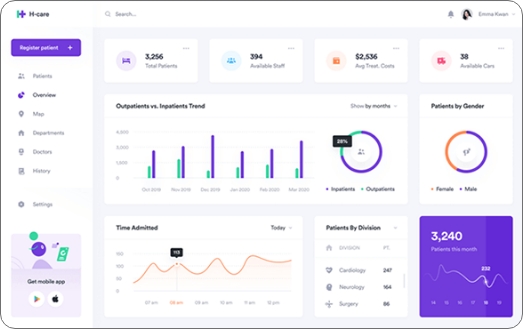 H-care
Search...
Emma Kwan
Register patient +
Patients
Overview
Map
Departments
Doctors
History
Settings
Get mobile app
3,256
Total Patients
394
Available Staff
$2,536
Avg Treat. Costs
38
Available Cars
Outpatients vs. Inpatients Trend
Show by months
4,000
3,000
1,000
0
Oct 2019
Nov 2019
Dec 2019
Jan 2020
Feb 2020
Mar 2020
28%
Inpatients
Outpatients
Patients by Gender
Female
Male
Time Admitted
Today
150
100
50
0
07 am
08 am
09 am
10 am
11 am
12 pm
113
Patients By Division
DIVISION
PT.
Cardiology
247
Neurology
164
Surgery
86
3,240
Patients this month
232
14
15
16
17
18
19